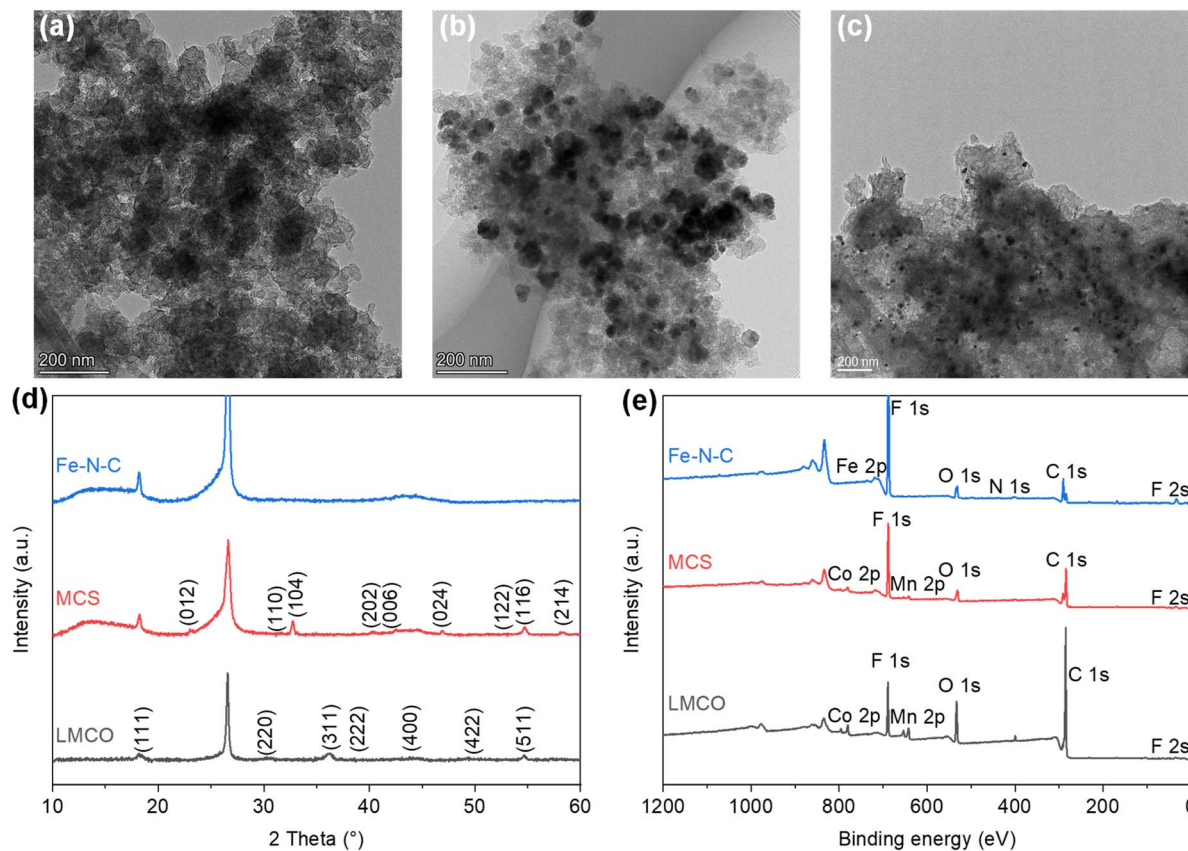 (a)
(b)
(c)
200 nm
200 nm
200 nm
(d)
Fe-N-C
MCS
(012)
(110)
(104)
(202)
(006)
(024)
(122)
(116)
(214)
LMCO
(111)
(220)
(311)
(222)
(400)
(422)
(511)
Intensity (a.u.)
10 20 30 40 50 60
2 Theta (°)
(e)
F 1s
Fe-N-C
Fe 2p
O 1s
N 1s
C 1s
F 2s
F 1s
MCS
Co 2p
Mn 2p
O 1s
C 1s
F 2s
F 1s
O 1s
C 1s
LMCO
Co 2p
Mn 2p
F 2s
Intensity (a.u.)
1200 1000 800 600 400 200 0
Binding energy (eV)